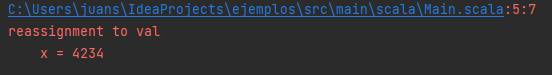 C:\Users\juans\IdeaProjects\ejemplos\src\main\scala\Main.scala:5:7
reassignment to val
    x = 4234